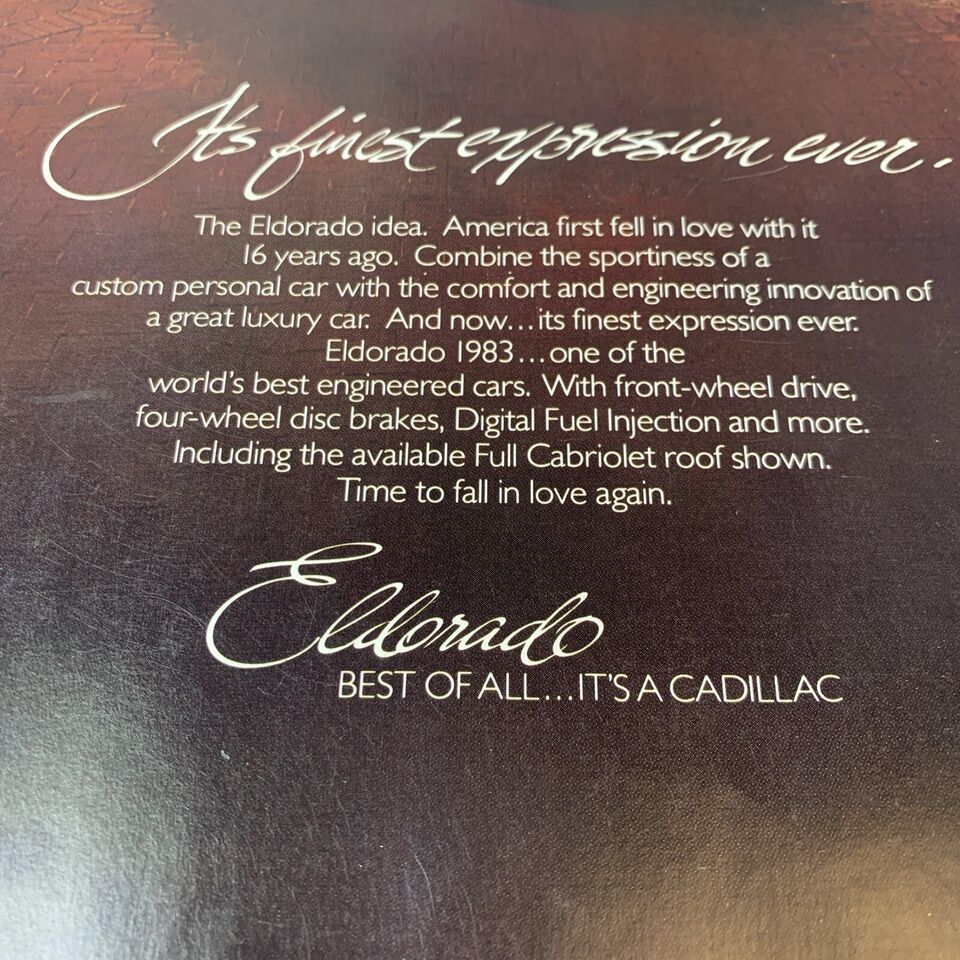 Its finest expression ever.
The Eldorado idea. America first fell in love with it
16 years ago. Combine the sportiness of a
custom personal car with the comfort and engineering innovation of
a great luxury car. And now...its finest expression ever.
Eldorado 1983...one of the
world's best engineered cars. With front-wheel drive,
four-wheel disc brakes, Digital Fuel Injection and more.
Including the available Full Cabriolet roof shown.
Time to fall in love again.
Eldorado
BEST OF ALL...IT'S A CADILLAC